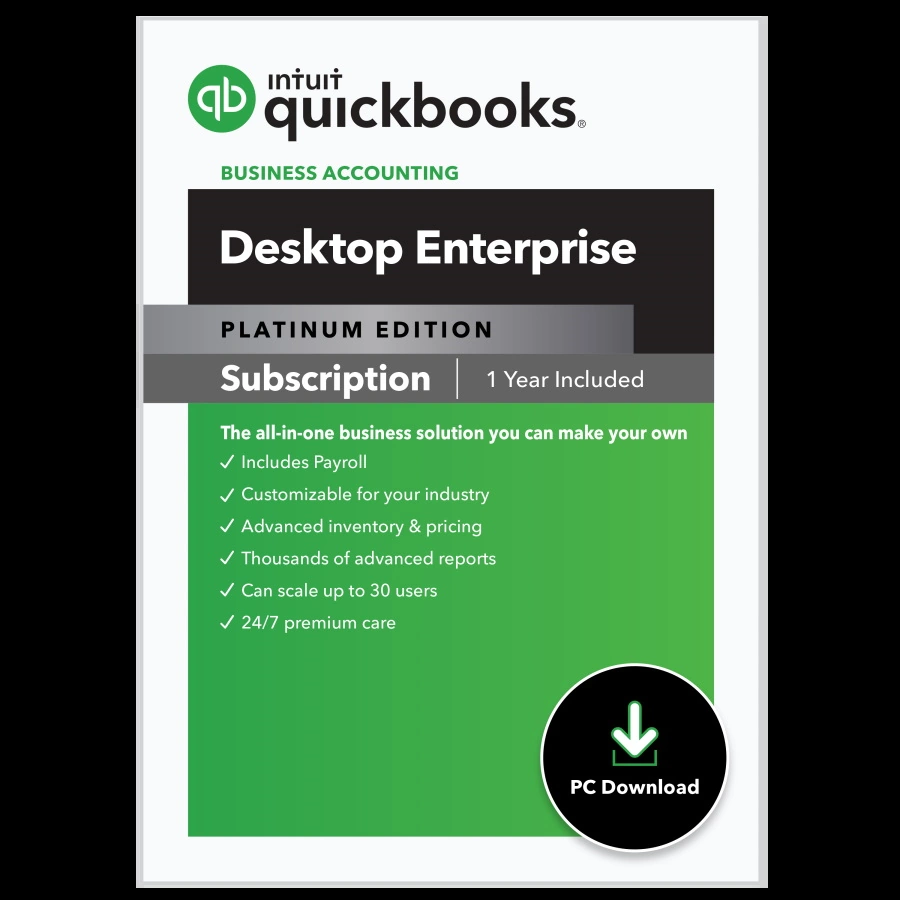 qb
intuit
quickbooks®
BUSINESS ACCOUNTING
Desktop Enterprise
PLATINUM EDITION
Subscription | 1 Year Included
The all-in-one business solution you can make your own
✓ Includes Payroll
✓ Customizable for your industry
✓ Advanced inventory & pricing
✓ Thousands of advanced reports
✓ Can scale up to 30 users
✓ 24/7 premium care
PC Download